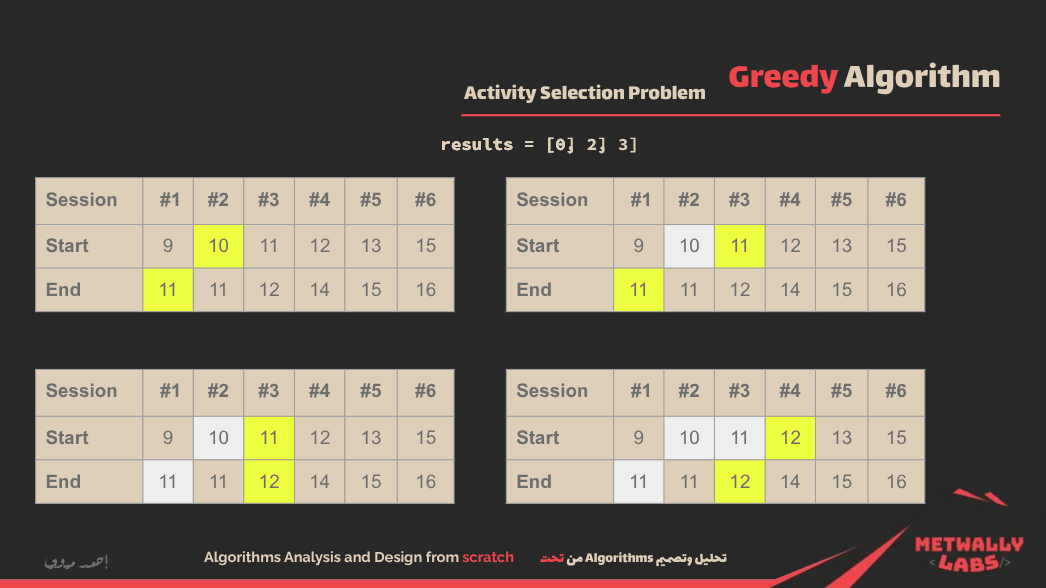 Greedy Algorithm
Activity Selection Problem
results = [0, 2, 3]
Session #1 #2 #3 #4 #5 #6
Start 9 10 11 12 13 15
End 11 11 12 14 15 16
Session #1 #2 #3 #4 #5 #6
Start 9 10 11 12 13 15
End 11 11 12 14 15 16
Session #1 #2 #3 #4 #5 #6
Start 9 10 11 12 13 15
End 11 11 12 14 15 16
Session #1 #2 #3 #4 #5 #6
Start 9 10 11 12 13 15
End 11 11 12 14 15 16
Algorithms Analysis and Design from scratch
تحليل وتصميم Algorithms من تحت
METWALLY
<LABS/>